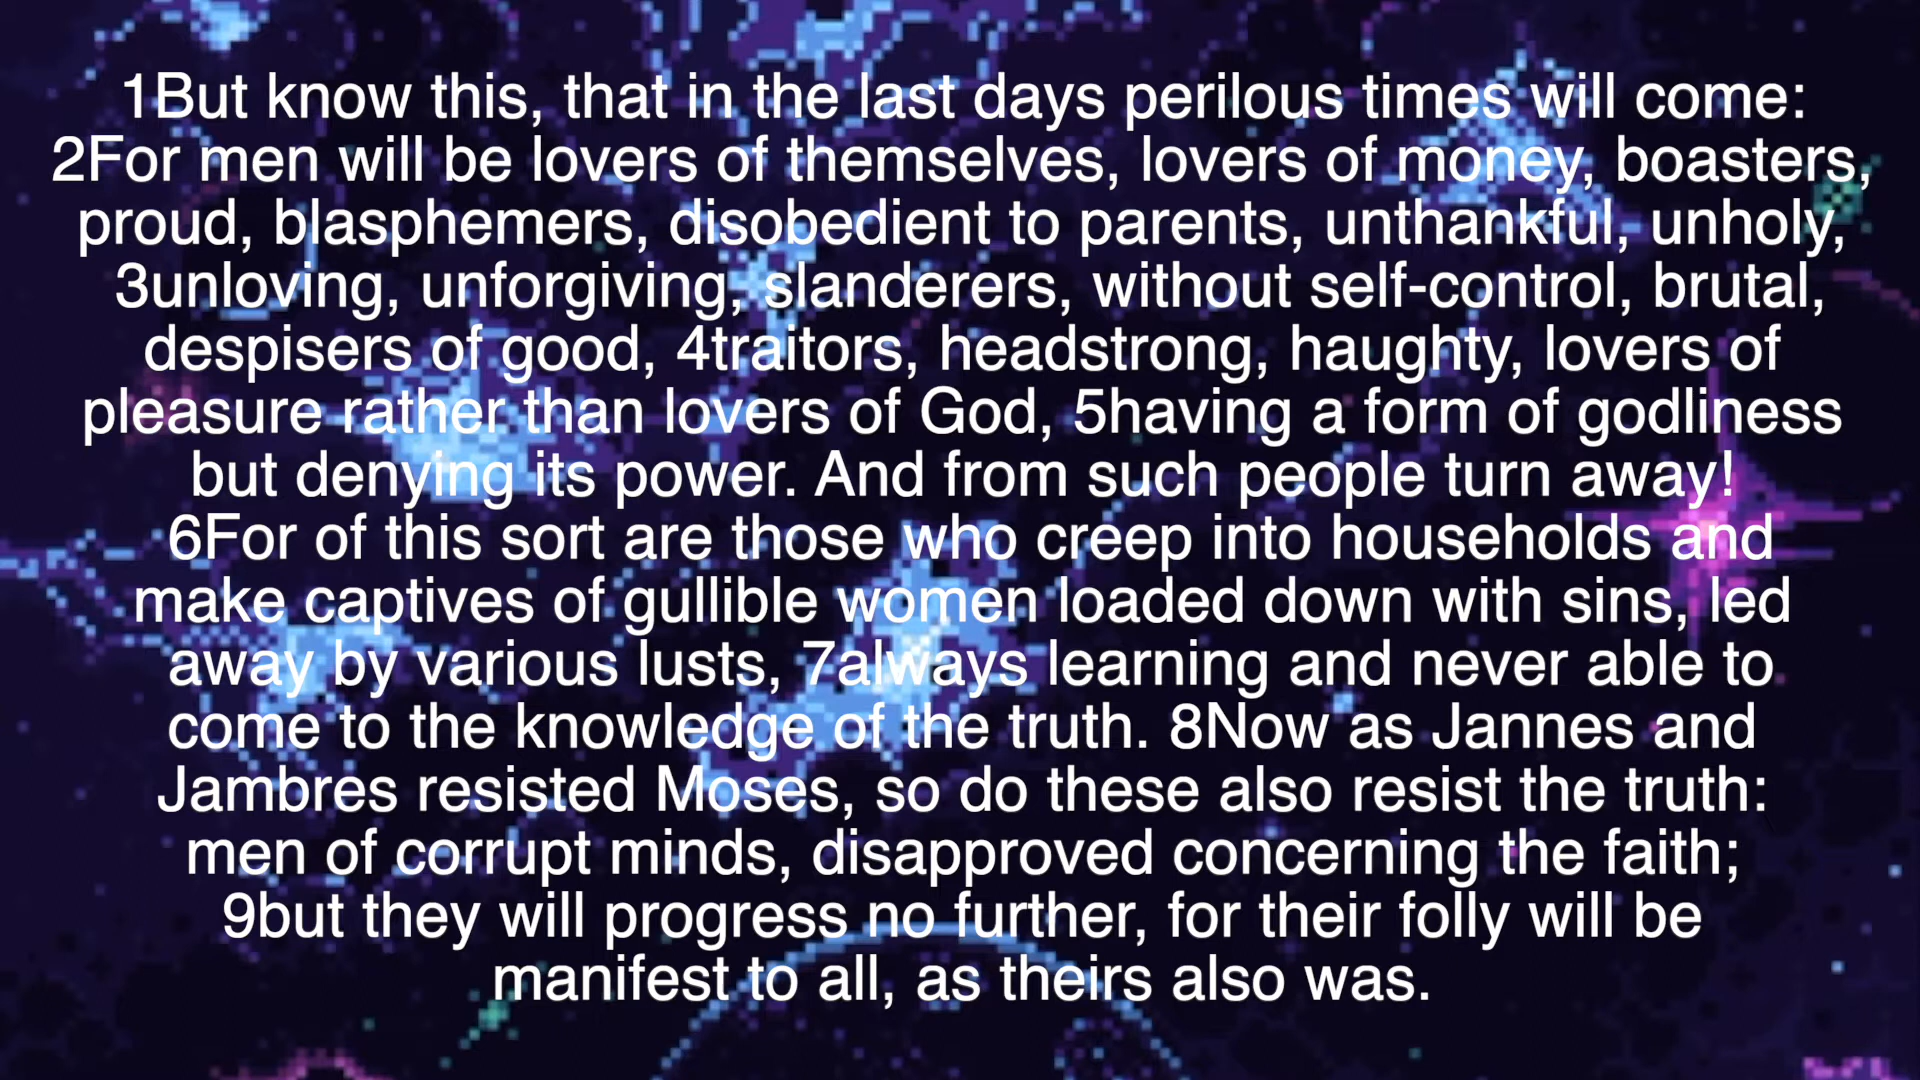 1But know this, that in the last days perilous times will come:
2For men will be lovers of themselves, lovers of money, boasters,
proud, blasphemers, disobedient to parents, unthankful, unholy,
3unloving, unforgiving, slanderers, without self-control, brutal,
despisers of good, 4traitors, headstrong, haughty, lovers of
pleasure rather than lovers of God, 5having a form of godliness
but denying its power. And from such people turn away!
6For of this sort are those who creep into households and
make captives of gullible women loaded down with sins, led
away by various lusts, 7always learning and never able to
come to the knowledge of the truth. 8Now as Jannes and
Jambres resisted Moses, so do these also resist the truth:
men of corrupt minds, disapproved concerning the faith;
9but they will progress no further, for their folly will be
manifest to all, as theirs also was.